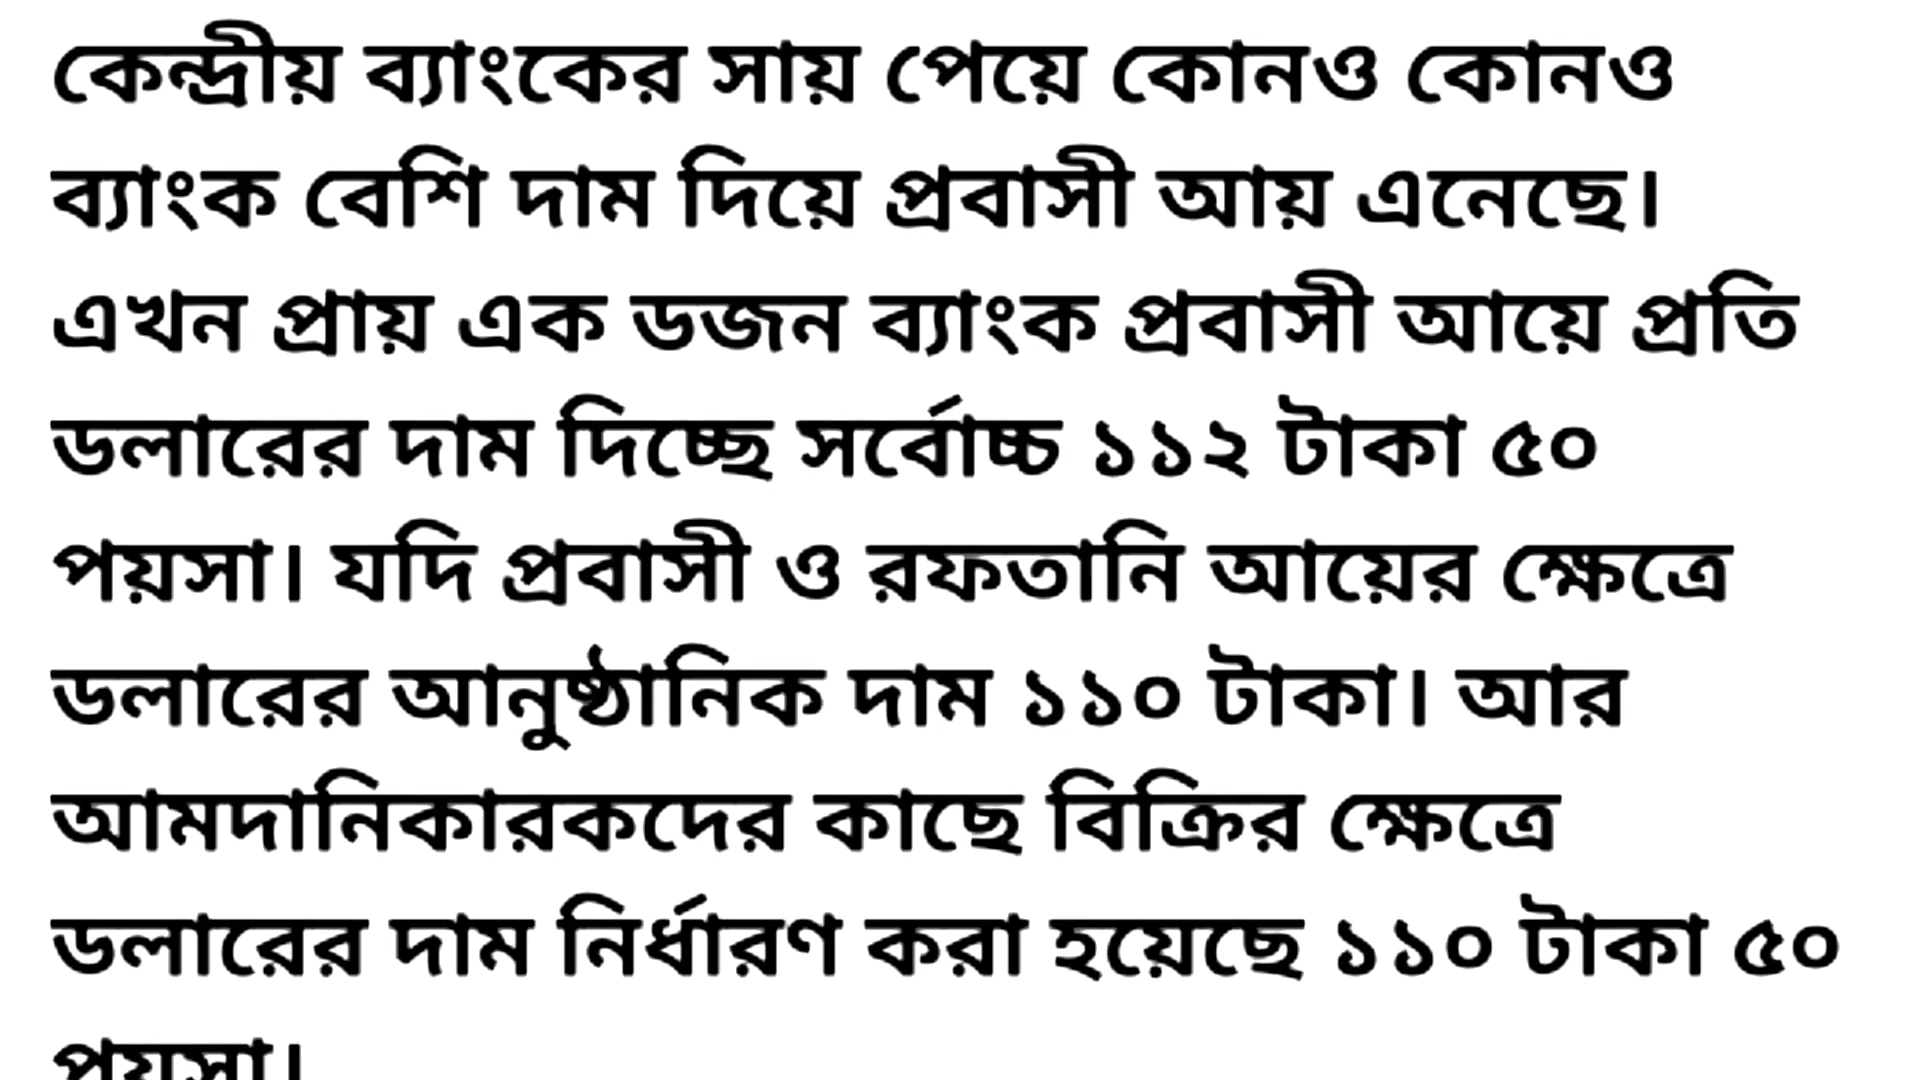 কেন্দ্রীয় ব্যাংকের সায় পেয়ে কোনও কোনও
ব্যাংক বেশি দাম দিয়ে প্রবাসী আয় এনেছে।
এখন প্রায় এক ডজন ব্যাংক প্রবাসী আয়ে প্রতি
ডলারের দাম দিচ্ছে সর্বোচ্চ ১১২ টাকা ৫০
পয়সা। যদি প্রবাসী ও রফতানি আয়ের ক্ষেত্রে
ডলারের আনুষ্ঠানিক দাম ১১০ টাকা। আর
আমদানিকারকদের কাছে বিক্রির ক্ষেত্রে
ডলারের দাম নির্ধারণ করা হয়েছে ১১০ টাকা ৫০
পয়সা।